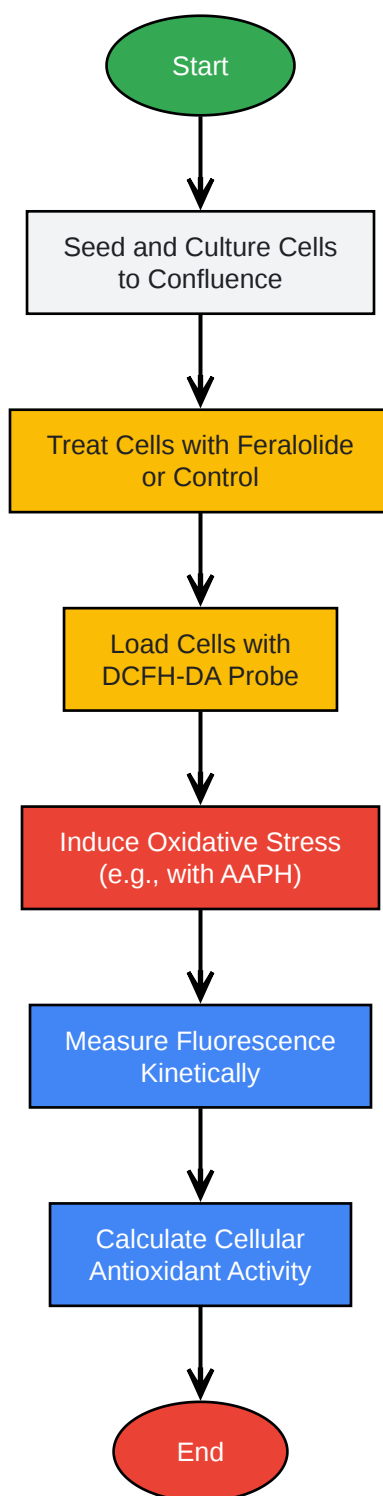 Start
Seed and Culture Cells
to Confluence
Treat Cells with Feralolide
or Control
Load Cells with
DCFH-DA Probe
Induce Oxidative Stress
(e.g., with AAPH)
Measure Fluorescence
Kinetically
Calculate Cellular
Antioxidant Activity
End